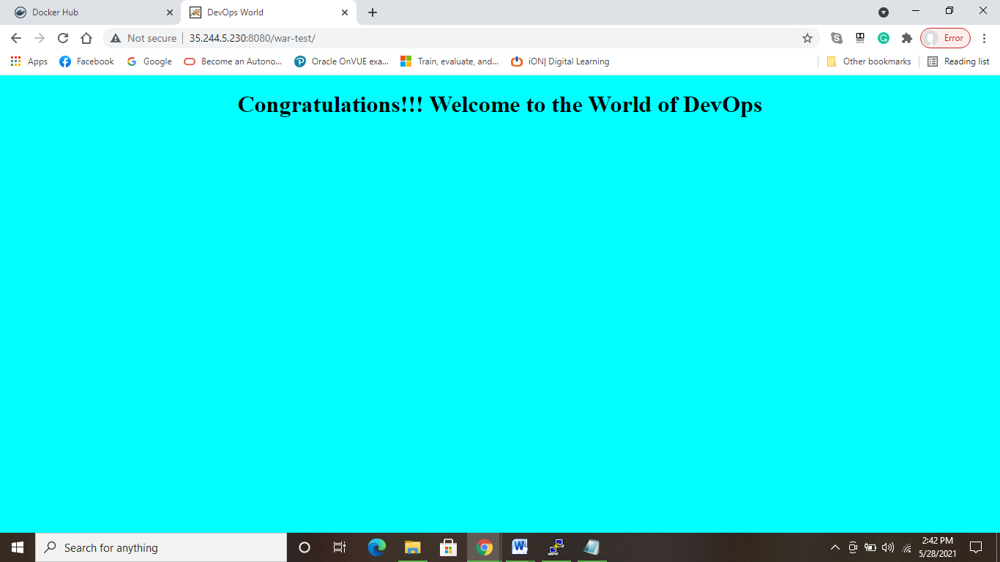 Docker Hub
DevOps World
Not secure
35.244.5.230:8080/war-test/
Error
Apps
Facebook
Google
Become an Autono...
Oracle OnVUE exa...
Train, evaluate, and...
iON| Digital Learning
Other bookmarks
Reading list
Congratulations!!! Welcome to the World of DevOps
Search for anything
2:42 PM
5/28/2021